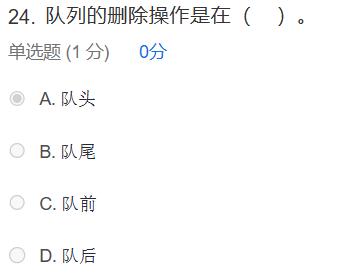 24. 队列的删除操作是在（ ）。
单选题 (1 分) 0分
A. 队头
B. 队尾
C. 队前
D. 队后